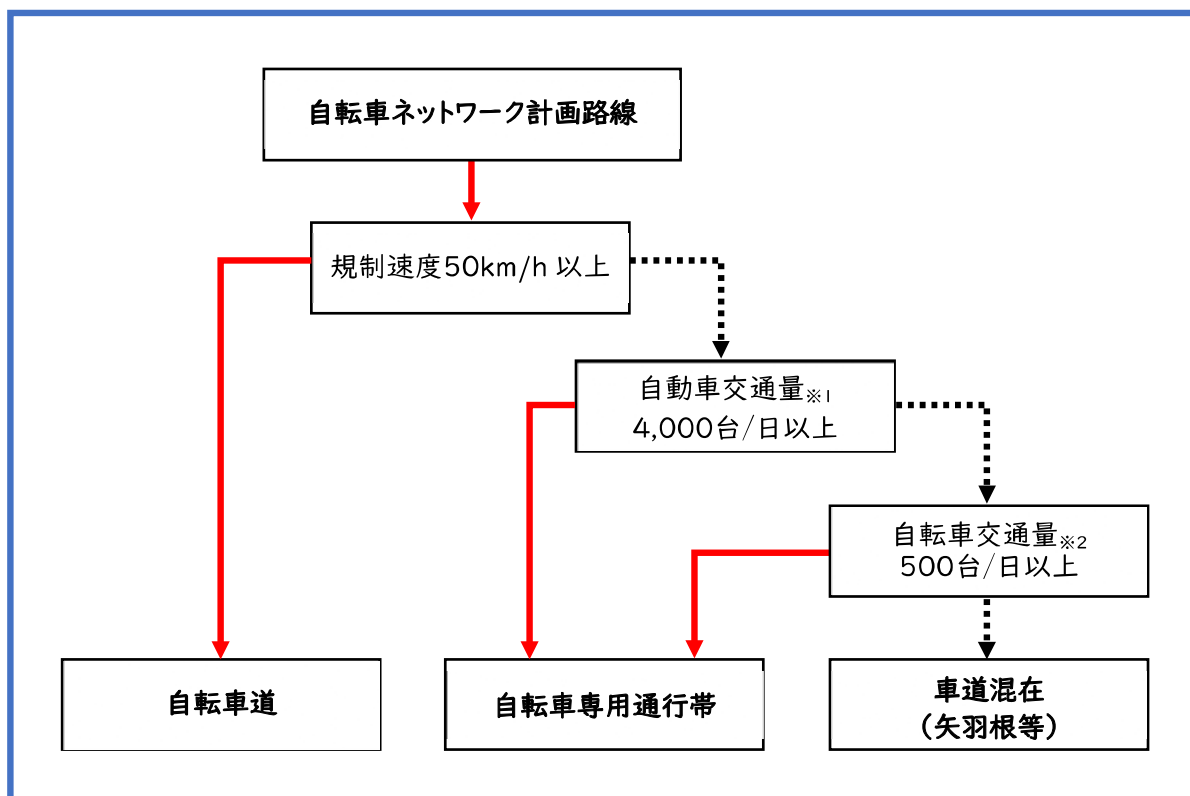 自転車ネットワーク計画路線
規制速度50km/h 以上
自動車交通量※1
4,000台/日以上
自転車交通量※2
500台/日以上
自転車道
自転車専用通行帯
車道混在
(矢羽根等)